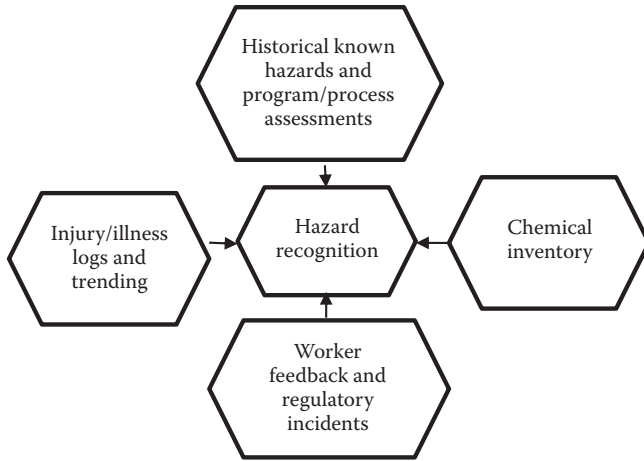 Historical known
hazards and
program/process
assessments
Injury/illness
logs and
trending
Hazard
recognition
Chemical
inventory
Worker
feedback and
regulatory
incidents